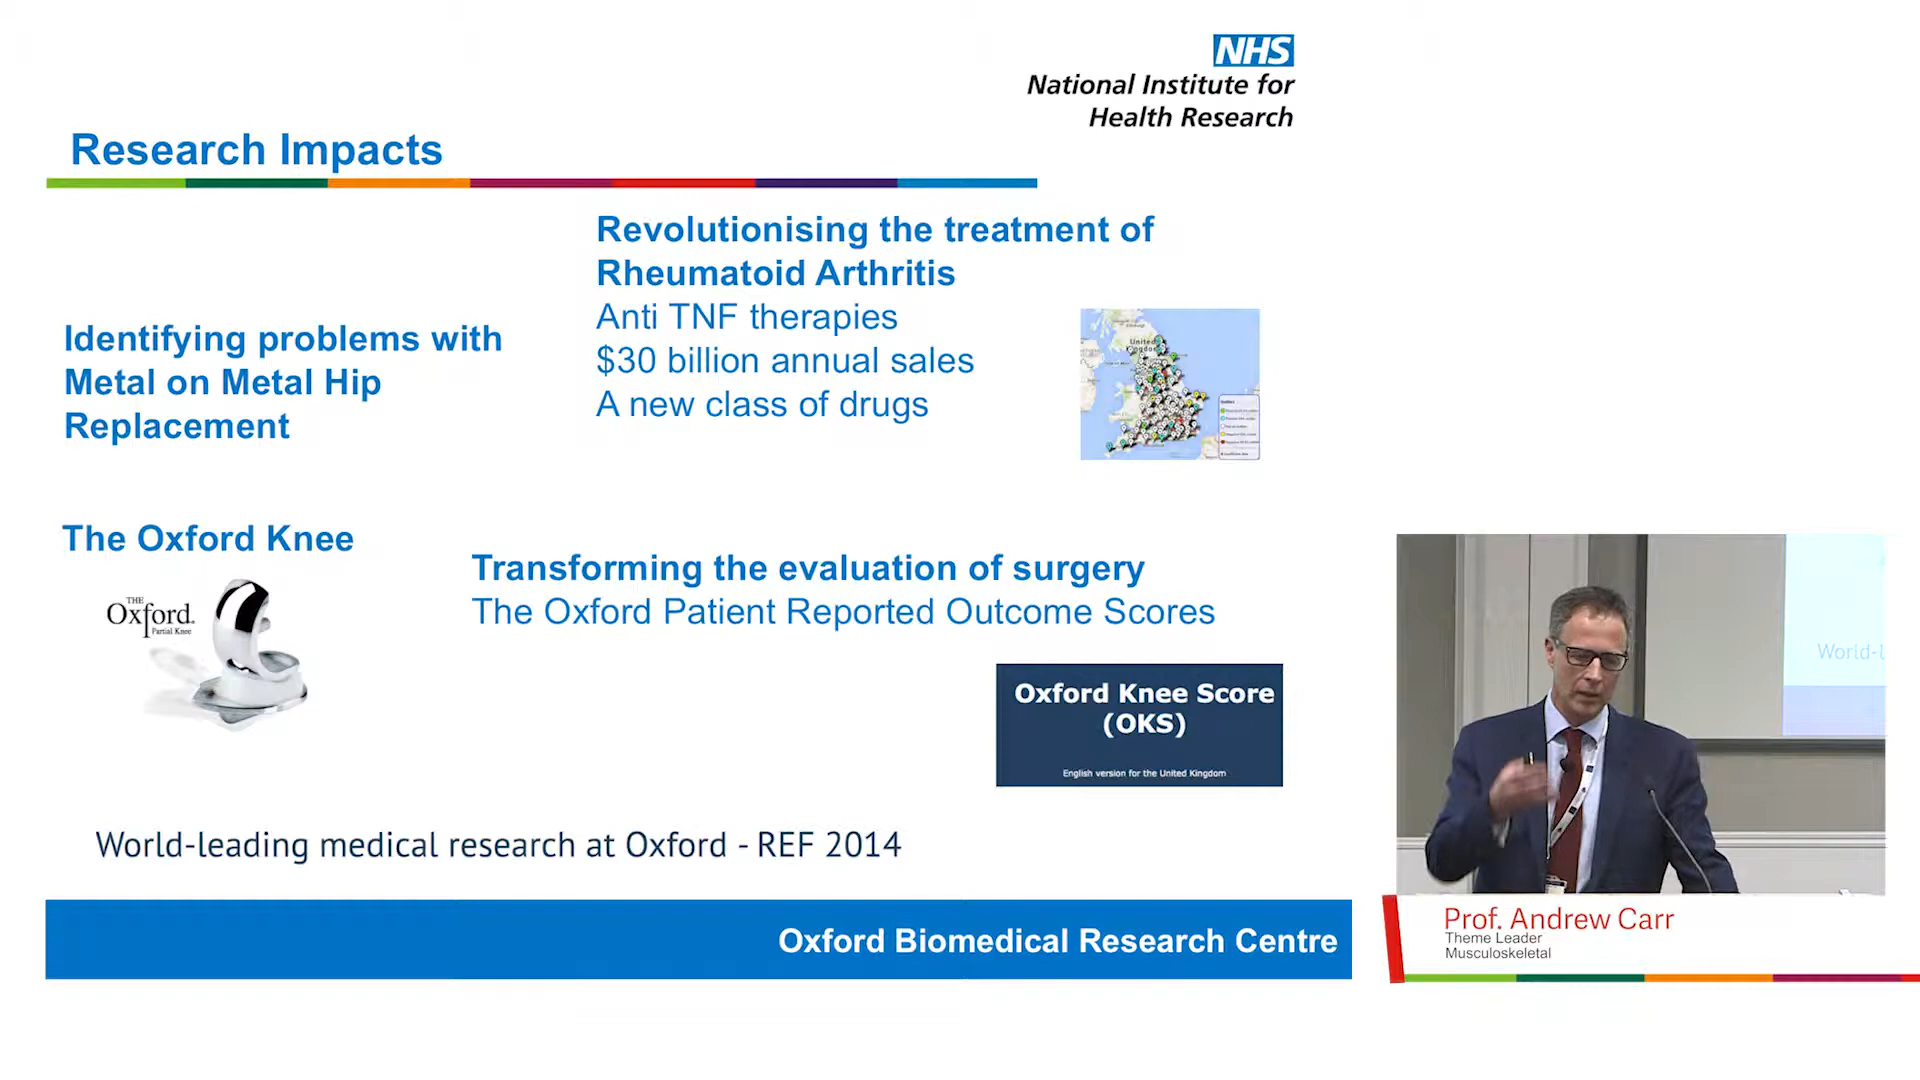 NHS
National Institute for
Health Research
Research Impacts
Revolutionising the treatment of
Rheumatoid Arthritis
Anti TNF therapies
$30 billion annual sales
A new class of drugs
Identifying problems with
Metal on Metal Hip
Replacement
United
The Oxford Knee
THE
Oxford.
Partial Knee
Transforming the evaluation of surgery
The Oxford Patient Reported Outcome Scores
Oxford Knee Score
(OKS)
English version for the United Kingdom
World-leading medical research at Oxford - REF 2014
Oxford Biomedical Research Centre
World-l
Prof. Andrew Carr
Theme Leader
Musculoskeletal